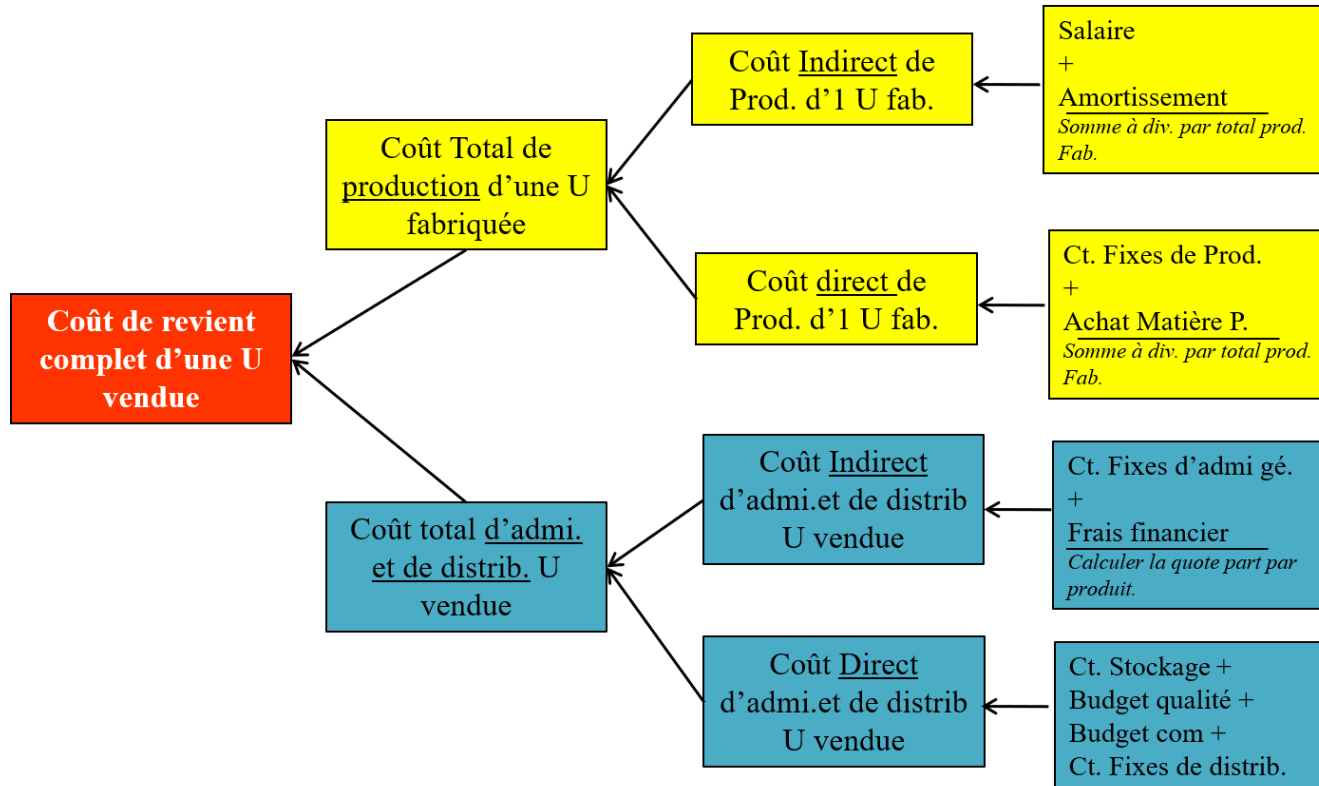 Salaire
+
Amortissement
Somme à div. par total prod.
Fab.
Coût Indirect de
Prod. d'1 U fab.
Coût Total de
production d'une U
fabriquée
Ct. Fixes de Prod.
+
Achat Matière P.
Somme à div. par total prod.
Fab.
Coût direct de
Prod. d'1 U fab.
Coût de revient
complet d'une U
vendue
Coût Indirect
d'admi.et de distrib
U vendue
Ct. Fixes d'admi gé.
+
Frais financier
Calculer la quote part par
produit.
Coût total d'admi.
et de distrib. U
vendue
Coût Direct
d'admi.et de distrib
U vendue
Ct. Stockage +
Budget qualité +
Budget com +
Ct. Fixes de distrib.